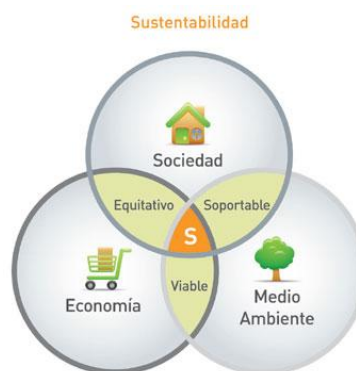 Sustentabilidad
Sociedad
Equitativo
Soportable
S
Economía
Viable
Medio
Ambiente